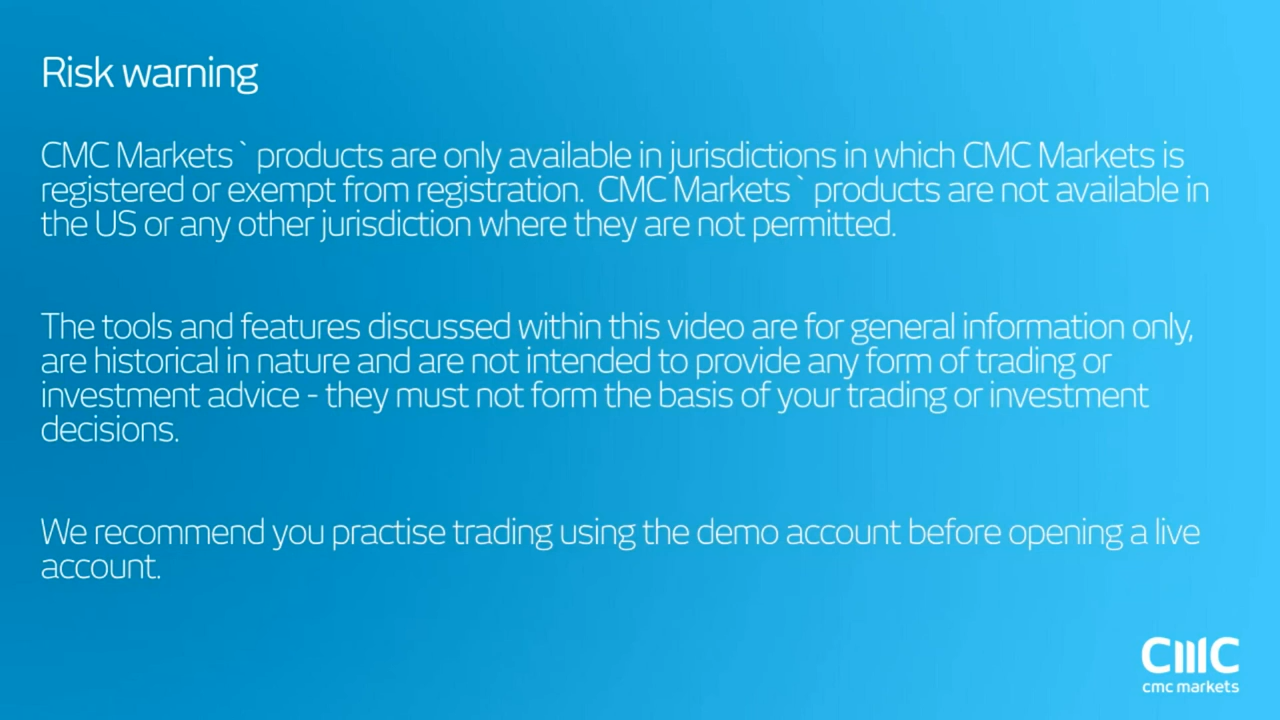 Risk warning
CMC Markets` products are only available in jurisdictions in which CMC Markets is
registered or exempt from registration.  CMC Markets` products are not available in
the US or any other jurisdiction where they are not permitted.
The tools and features discussed within this video are for general information only,
are historical in nature and are not intended to provide any form of trading or
investment advice - they must not form the basis of your trading or investment
decisions.
We recommend you practise trading using the demo account before opening a live
account.
CMC
cmc markets